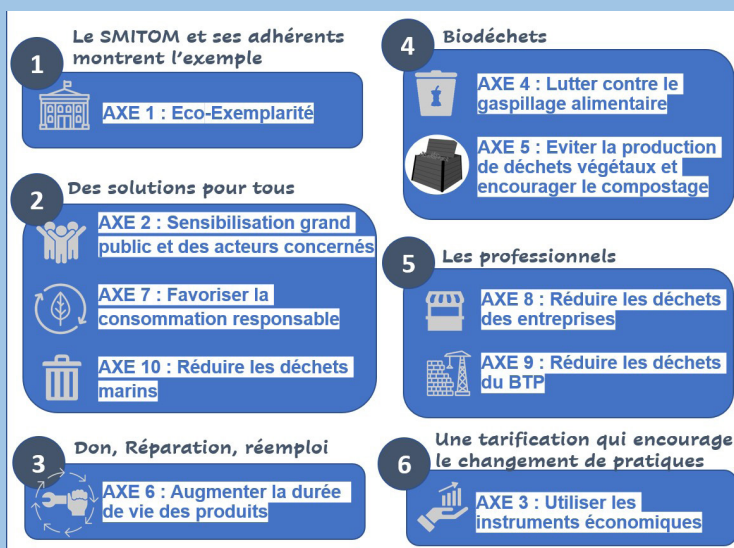 1
Le SMITOM et ses adhérents
montrent l'exemple
AXE 1 : Eco-Exemplarité
2
Des solutions pour tous
AXE 2 : Sensibilisation grand
public et des acteurs concernés
AXE 7 : Favoriser la
consommation responsable
AXE 10 : Réduire les déchets
marins
3
Don, Réparation, réemploi
AXE 6 : Augmenter la durée
de vie des produits
4
Biodéchets
AXE 4 : Lutter contre le
gaspillage alimentaire
AXE 5 : Eviter la production
de déchets végétaux et
encourager le compostage
5
Les professionnels
AXE 8 : Réduire les déchets
des entreprises
AXE 9 : Réduire les déchets
du BTP
6
Une tarification qui encourage
le changement de pratiques
AXE 3 : Utiliser les
instruments économiques